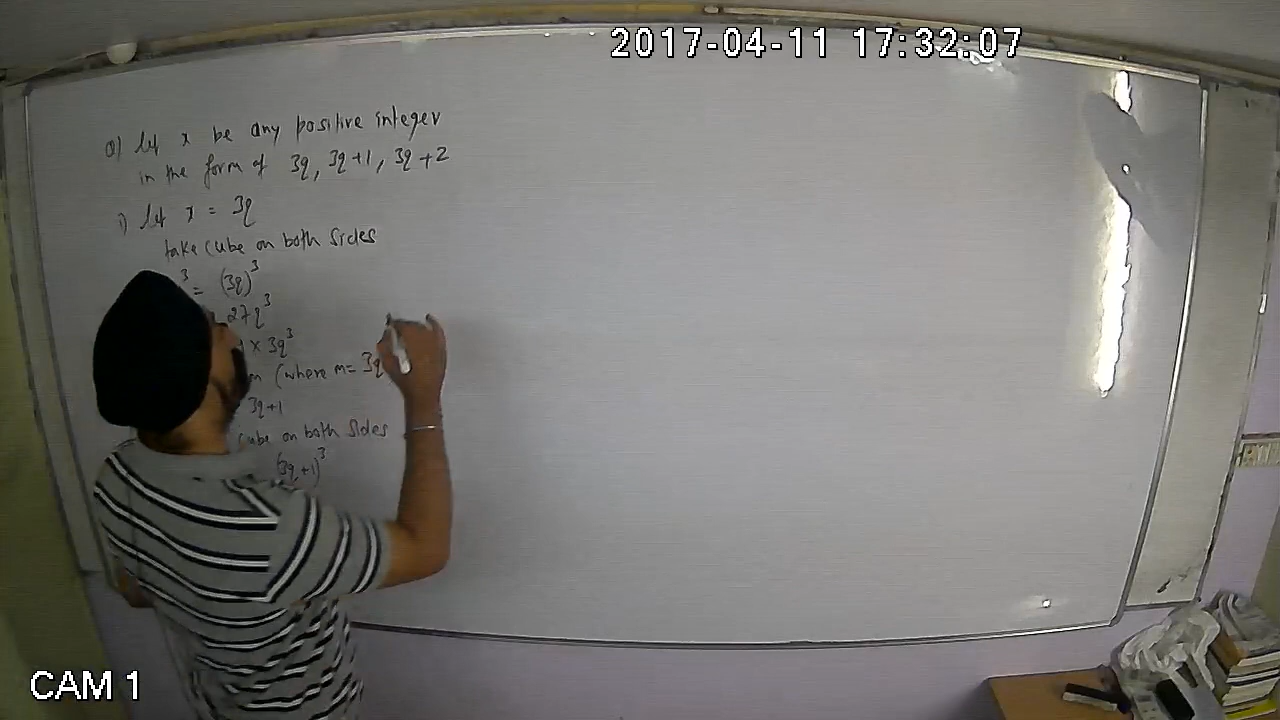 2017-04-11 17:32:07
Q) let x be any positive integer
in the form of 3q, 3q+1, 3q+2
i) let x = 3q
take cube on both sides
3 = (3q)³
27q³
× 3q³
m (where m= 3q
3q+1
cube on both sides
(3q+1)³
CAM 1